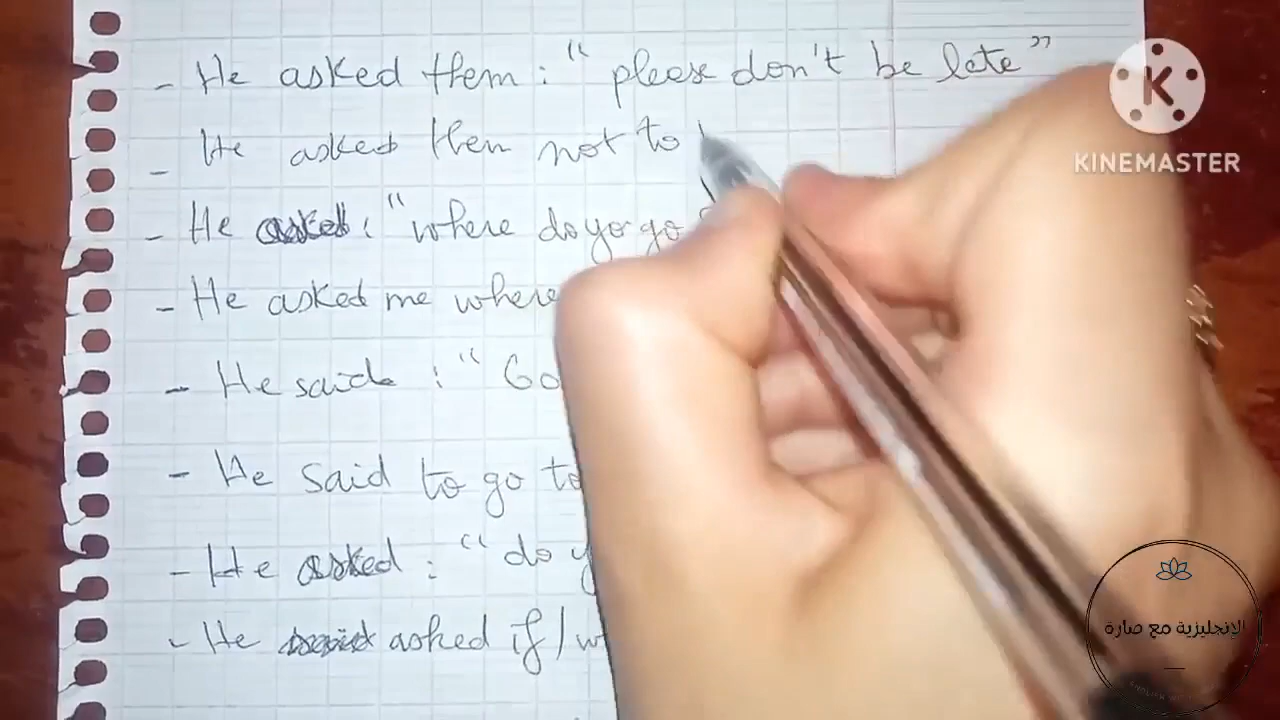 - He asked them : " please don't be late "
- He asked them not to
- He asked : " where do yo go
- He asked me where
- He said : " Go
- He said to go to
- He asked : " do y
- He asked if / w
KINEMASTER
الإنجليزية مع صارة